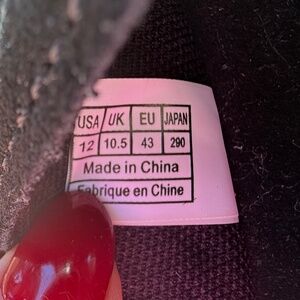 USA UK EU JAPAN
12 10.5 43 290
Made in China
Fabrique en Chine